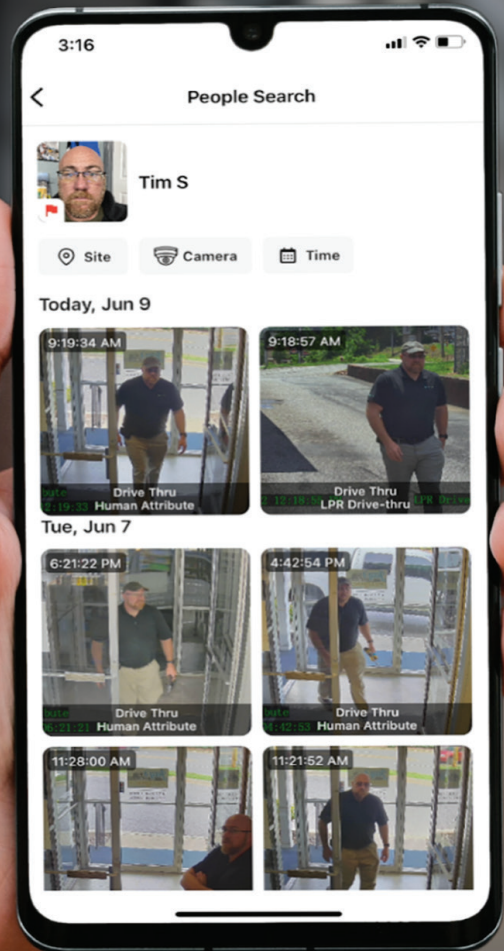 3:16
People Search
Tim S
Site
Camera
Time
Today, Jun 9
9:19:34 AM
9:18:57 AM
Drive Thru
Human Attribute
Drive Thru
LPR Drive-thru
Tue, Jun 7
6:21:22 PM
4:42:54 PM
Drive Thru
Human Attribute
Drive Thru
Human Attribute
11:28:00 AM
11:21:52 AM